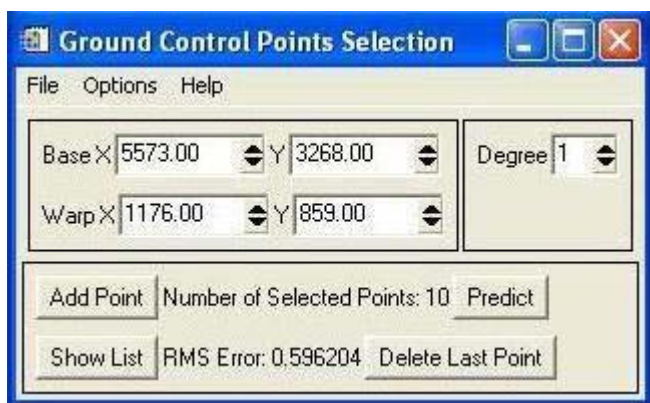 Ground Control Points Selection
File Options Help
Base X 5573.00 Y 3268.00 Degree 1
Warp X 1176.00 Y 859.00
Add Point Number of Selected Points: 10 Predict
Show List RMS Error: 0.596204 Delete Last Point